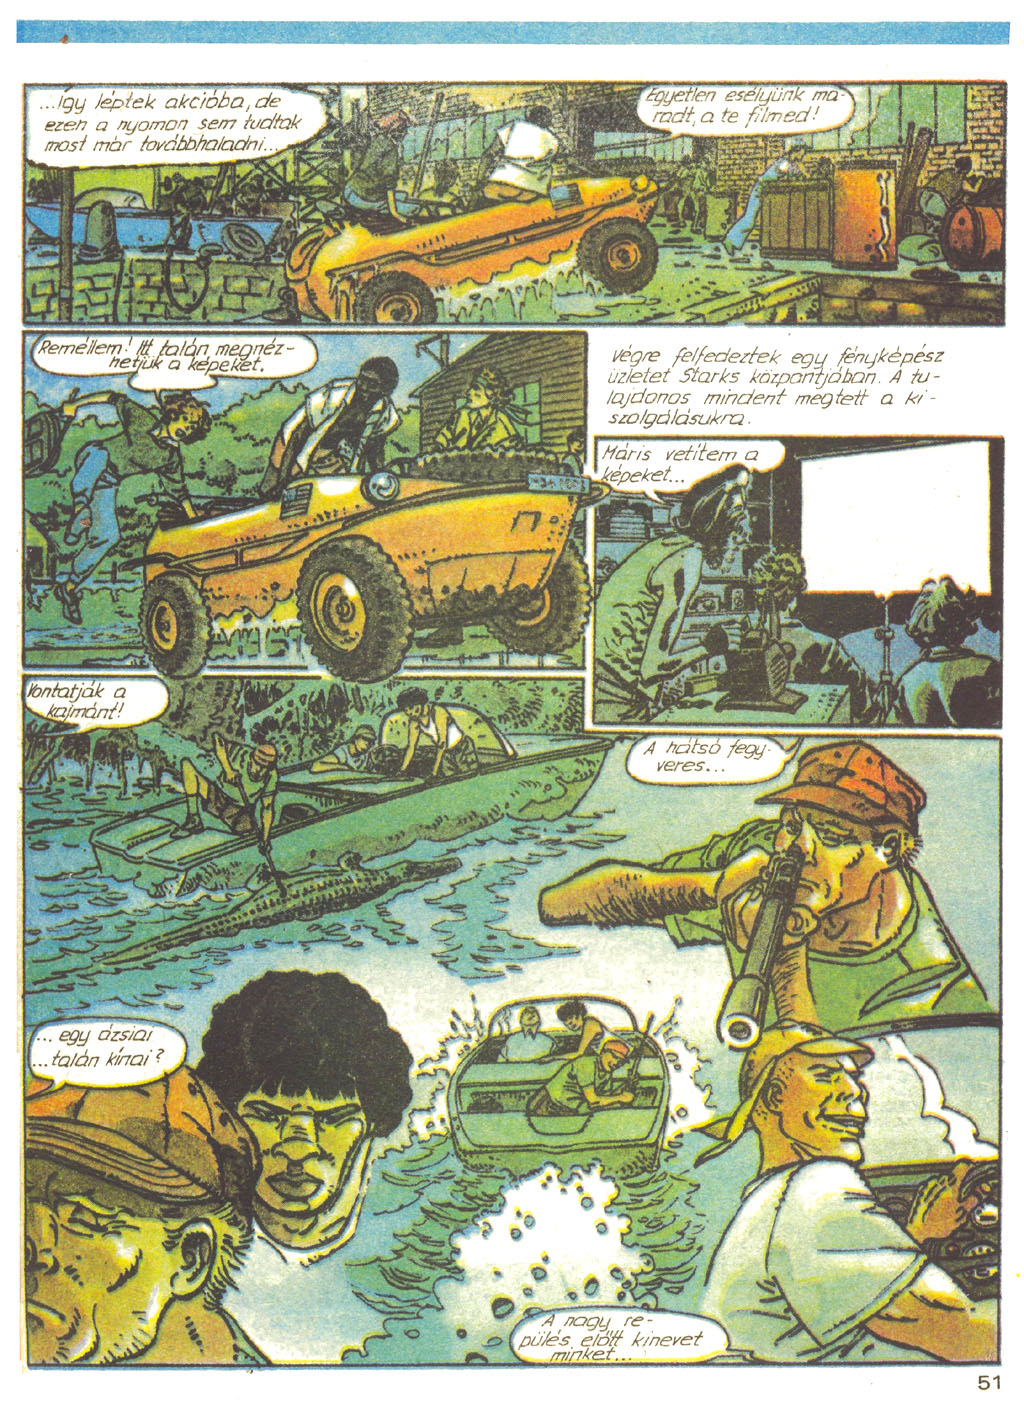 ...Így léptek akcióba, de
ezen a nyomon sem tudtak
most már továbbhaladni...
Egyetlen esélyünk ma-
radt, a te filmed!
Remélem! Itt talán megnéz-
hetjük a képeket.
Végre felfedeztek egy fényképész
üzletet Starks központjában. A tu-
lajdonos mindent megtett a ki-
szolgálásukra.
Máris vetítem a
képeket...
Vontatják a
kajmánt!
A hátsó fegy-
veres...
... egy ázsiai
...talán kínai?
A nagy re-
pülés előtt kinevet
minket...
51